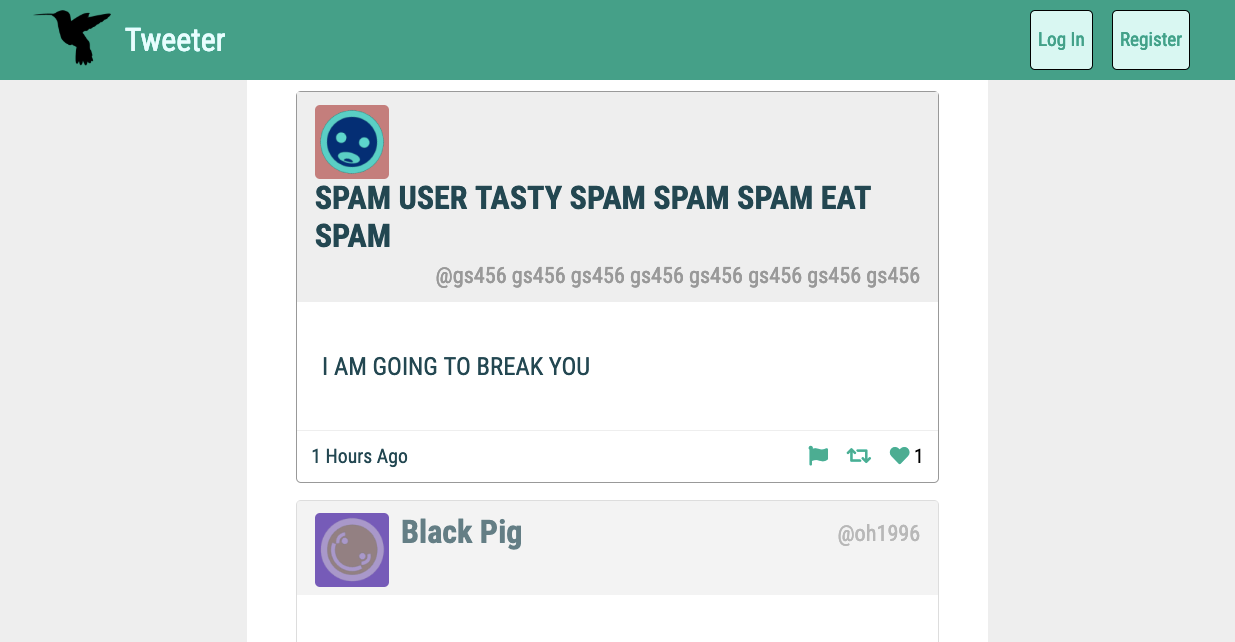 Tweeter
Log In
Register
SPAM USER TASTY SPAM SPAM SPAM EAT
SPAM
@gs456 gs456 gs456 gs456 gs456 gs456 gs456 gs456
I AM GOING TO BREAK YOU
1 Hours Ago
1
Black Pig
@oh1996